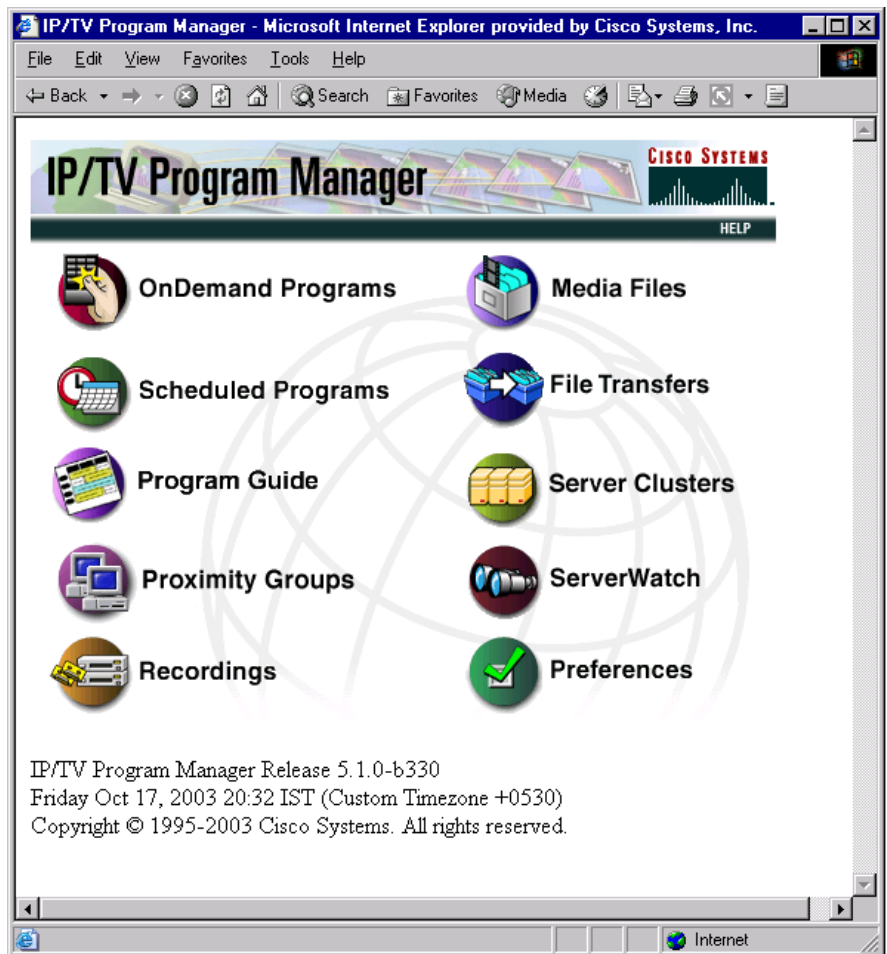 IP/TV Program Manager - Microsoft Internet Explorer provided by Cisco Systems, Inc.
File Edit View Favorites Tools Help
Back Search Favorites Media
IP/TV Program Manager
CISCO SYSTEMS
HELP
OnDemand Programs
Media Files
Scheduled Programs
File Transfers
Program Guide
Server Clusters
Proximity Groups
ServerWatch
Recordings
Preferences
IP/TV Program Manager Release 5.1.0-b330
Friday Oct 17, 2003 20:32 IST (Custom Timezone +0530)
Copyright © 1995-2003 Cisco Systems. All rights reserved.
Internet